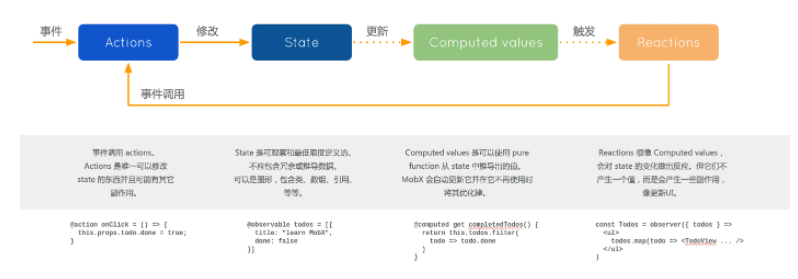 事件
Actions
修改
State
更新
Computed values
触发
Reactions
事件调用
事件调用 actions。
Actions 是唯一可以修改
state 的东西并且可能有其它
副作用。
State 是可观察和最低限度定义的。
不应包含冗余或推导数据。
可以是图形，包含类、数组、引用、
等等。
Computed values 是可以使用 pure
function 从 state 中推导出的值。
MobX 会自动更新它并在它不再使用时
将其优化掉。
Reactions 很像 Computed values，
会对 state 的变化做出反应。但它们不
产生一个值，而是会产生一些副作用，
像更新UI。
@action onClick = () => {
this.props.todo.done = true;
}
@observable todos = [{
title: "learn MobX",
done: false
}]
@computed get completedTodos() {
return this.todos.filter(
todo => todo.done
)
}
const Todos = observer({ todos } =>
<ul>
todos.map(todo => <TodoView ... />
</ul>
)